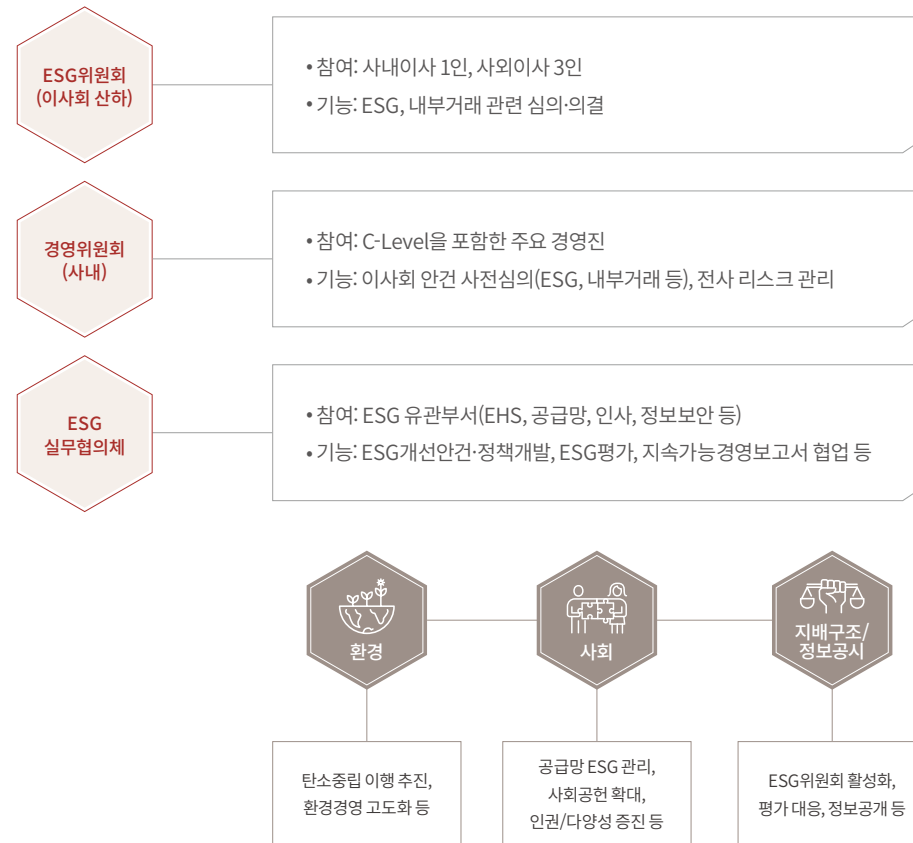 ESG위원회
(이사회 산하)
• 참여: 사내이사 1인, 사외이사 3인
• 기능: ESG, 내부거래 관련 심의·의결
경영위원회
(사내)
• 참여: C-Level을 포함한 주요 경영진
• 기능: 이사회 안건 사전심의(ESG, 내부거래 등), 전사 리스크 관리
ESG
실무협의체
• 참여: ESG 유관부서(EHS, 공급망, 인사, 정보보안 등)
• 기능: ESG개선안건·정책개발, ESG평가, 지속가능경영보고서 협업 등
환경
사회
지배구조/
정보공시
탄소중립 이행 추진,
환경경영 고도화 등
공급망 ESG 관리,
사회공헌 확대,
인권/다양성 증진 등
ESG위원회 활성화,
평가 대응, 정보공개 등